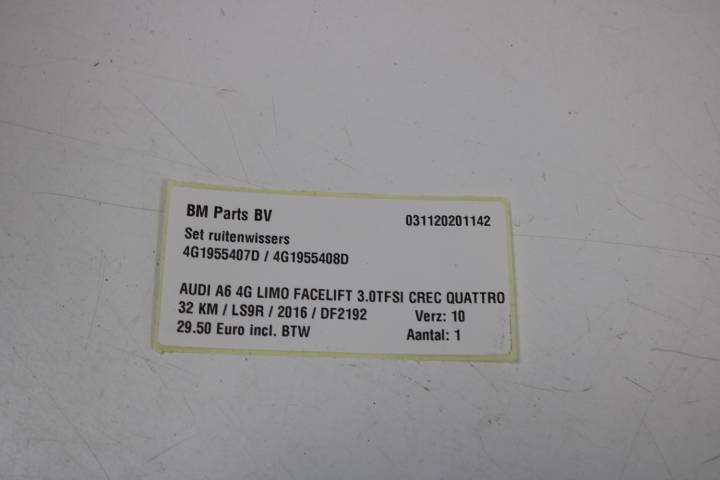 BM Parts BV 031120201142
Set ruitenwissers
4G1955407D / 4G1955408D
AUDI A6 4G LIMO FACELIFT 3.0TFSI CREC QUATTRO
32 KM / LS9R / 2016 / DF2192 Verz: 10
29.50 Euro incl. BTW Aantal: 1